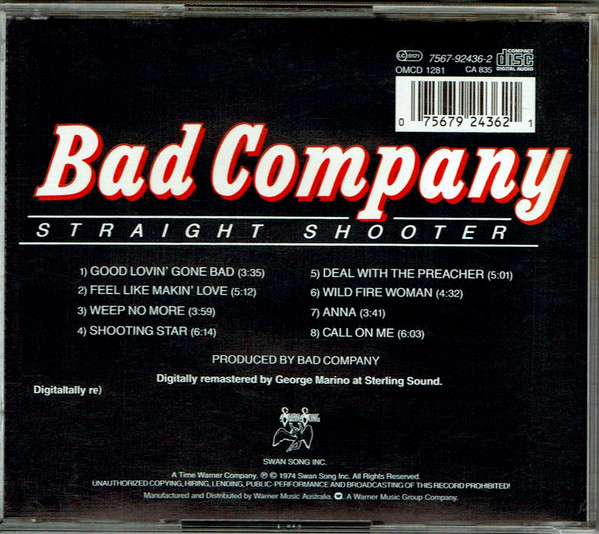 LC 0121 7567-92436-2 COMPACT disc DIGITAL AUDIO
OMCD 1281 CA 835
0 75679 24362 1
Bad Company
STRAIGHT SHOOTER
1) GOOD LOVIN' GONE BAD (3:35)
2) FEEL LIKE MAKIN' LOVE (5:12)
3) WEEP NO MORE (3:59)
4) SHOOTING STAR (6:14)
5) DEAL WITH THE PREACHER (5:01)
6) WILD FIRE WOMAN (4:32)
7) ANNA (3:41)
8) CALL ON ME (6:03)
PRODUCED BY BAD COMPANY
Digitally remastered by George Marino at Sterling Sound.
Digitaltally re)
SWAN SONG
SWAN SONG INC.
A Time Warner Company. ℗ © 1974 Swan Song Inc. All Rights Reserved.
UNAUTHORIZED COPYING, HIRING, LENDING, PUBLIC-PERFORMANCE AND BROADCASTING OF THIS RECORD PROHIBITED!
Manufactured and Distributed by Warner Music Australia. A Warner Music Group Company.